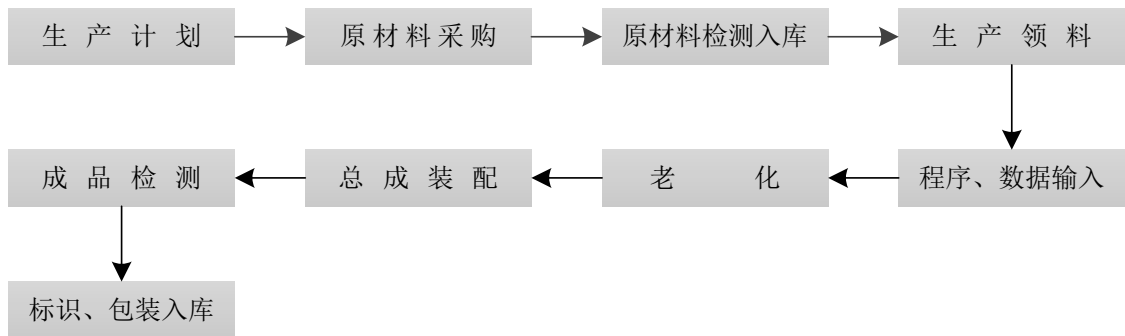 生产计划
原材料采购
原材料检测入库
生产领料
程序、数据输入
老化
总成装配
成品检测
标识、包装入库